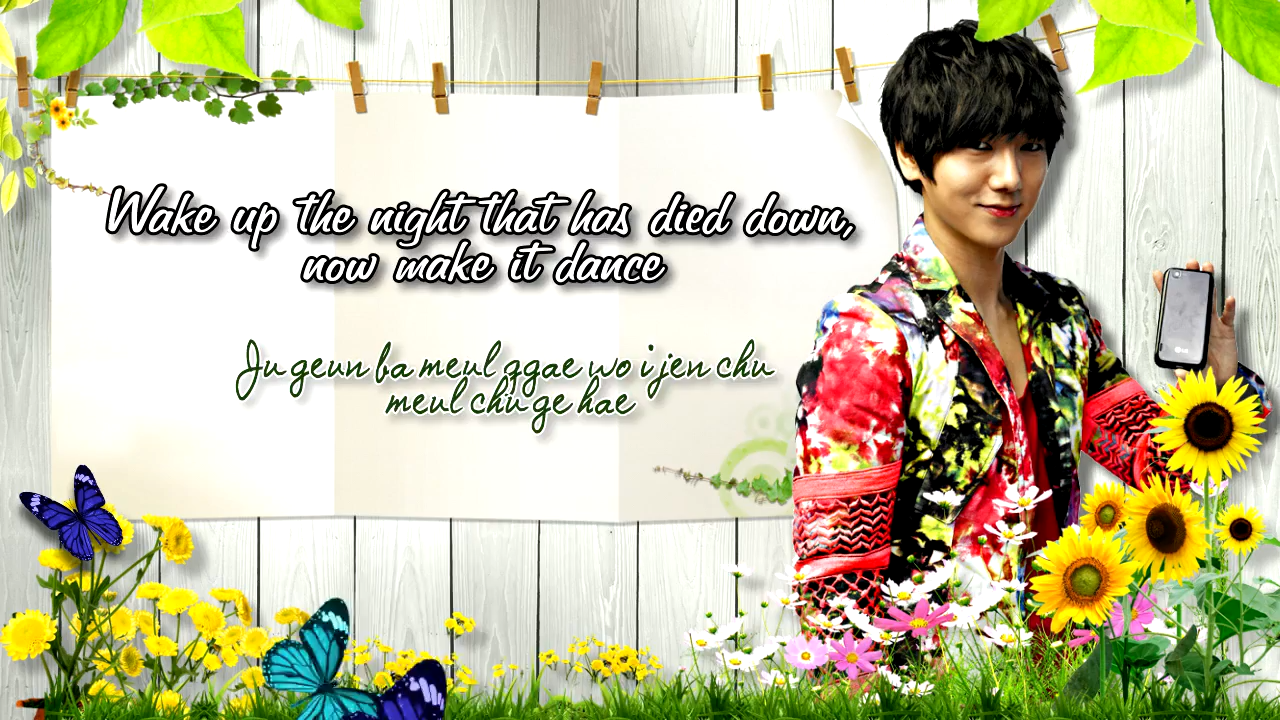 Wake up the night that has died down,
now make it dance
Ju geun ba meul ggae wo i jen chu
meul chu ge hae
LG